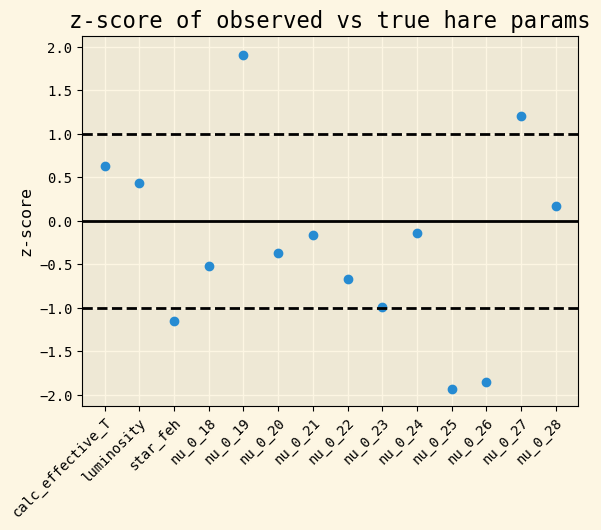 z-score of observed vs true hare params
z-score
2.0
1.5
1.0
0.5
0.0
−0.5
−1.0
−1.5
−2.0
calc_effective_T
luminosity
star_feh
nu_0_18
nu_0_19
nu_0_20
nu_0_21
nu_0_22
nu_0_23
nu_0_24
nu_0_25
nu_0_26
nu_0_27
nu_0_28